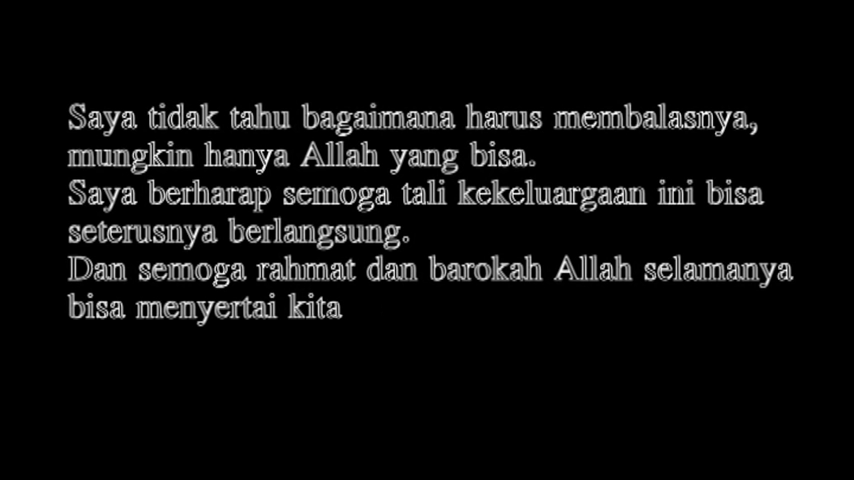 Saya tidak tahu bagaimana harus membalasnya,
mungkin hanya Allah yang bisa.
Saya berharap semoga tali kekeluargaan ini bisa
seterusnya berlangsung.
Dan semoga rahmat dan barokah Allah selamanya
bisa menyertai kita